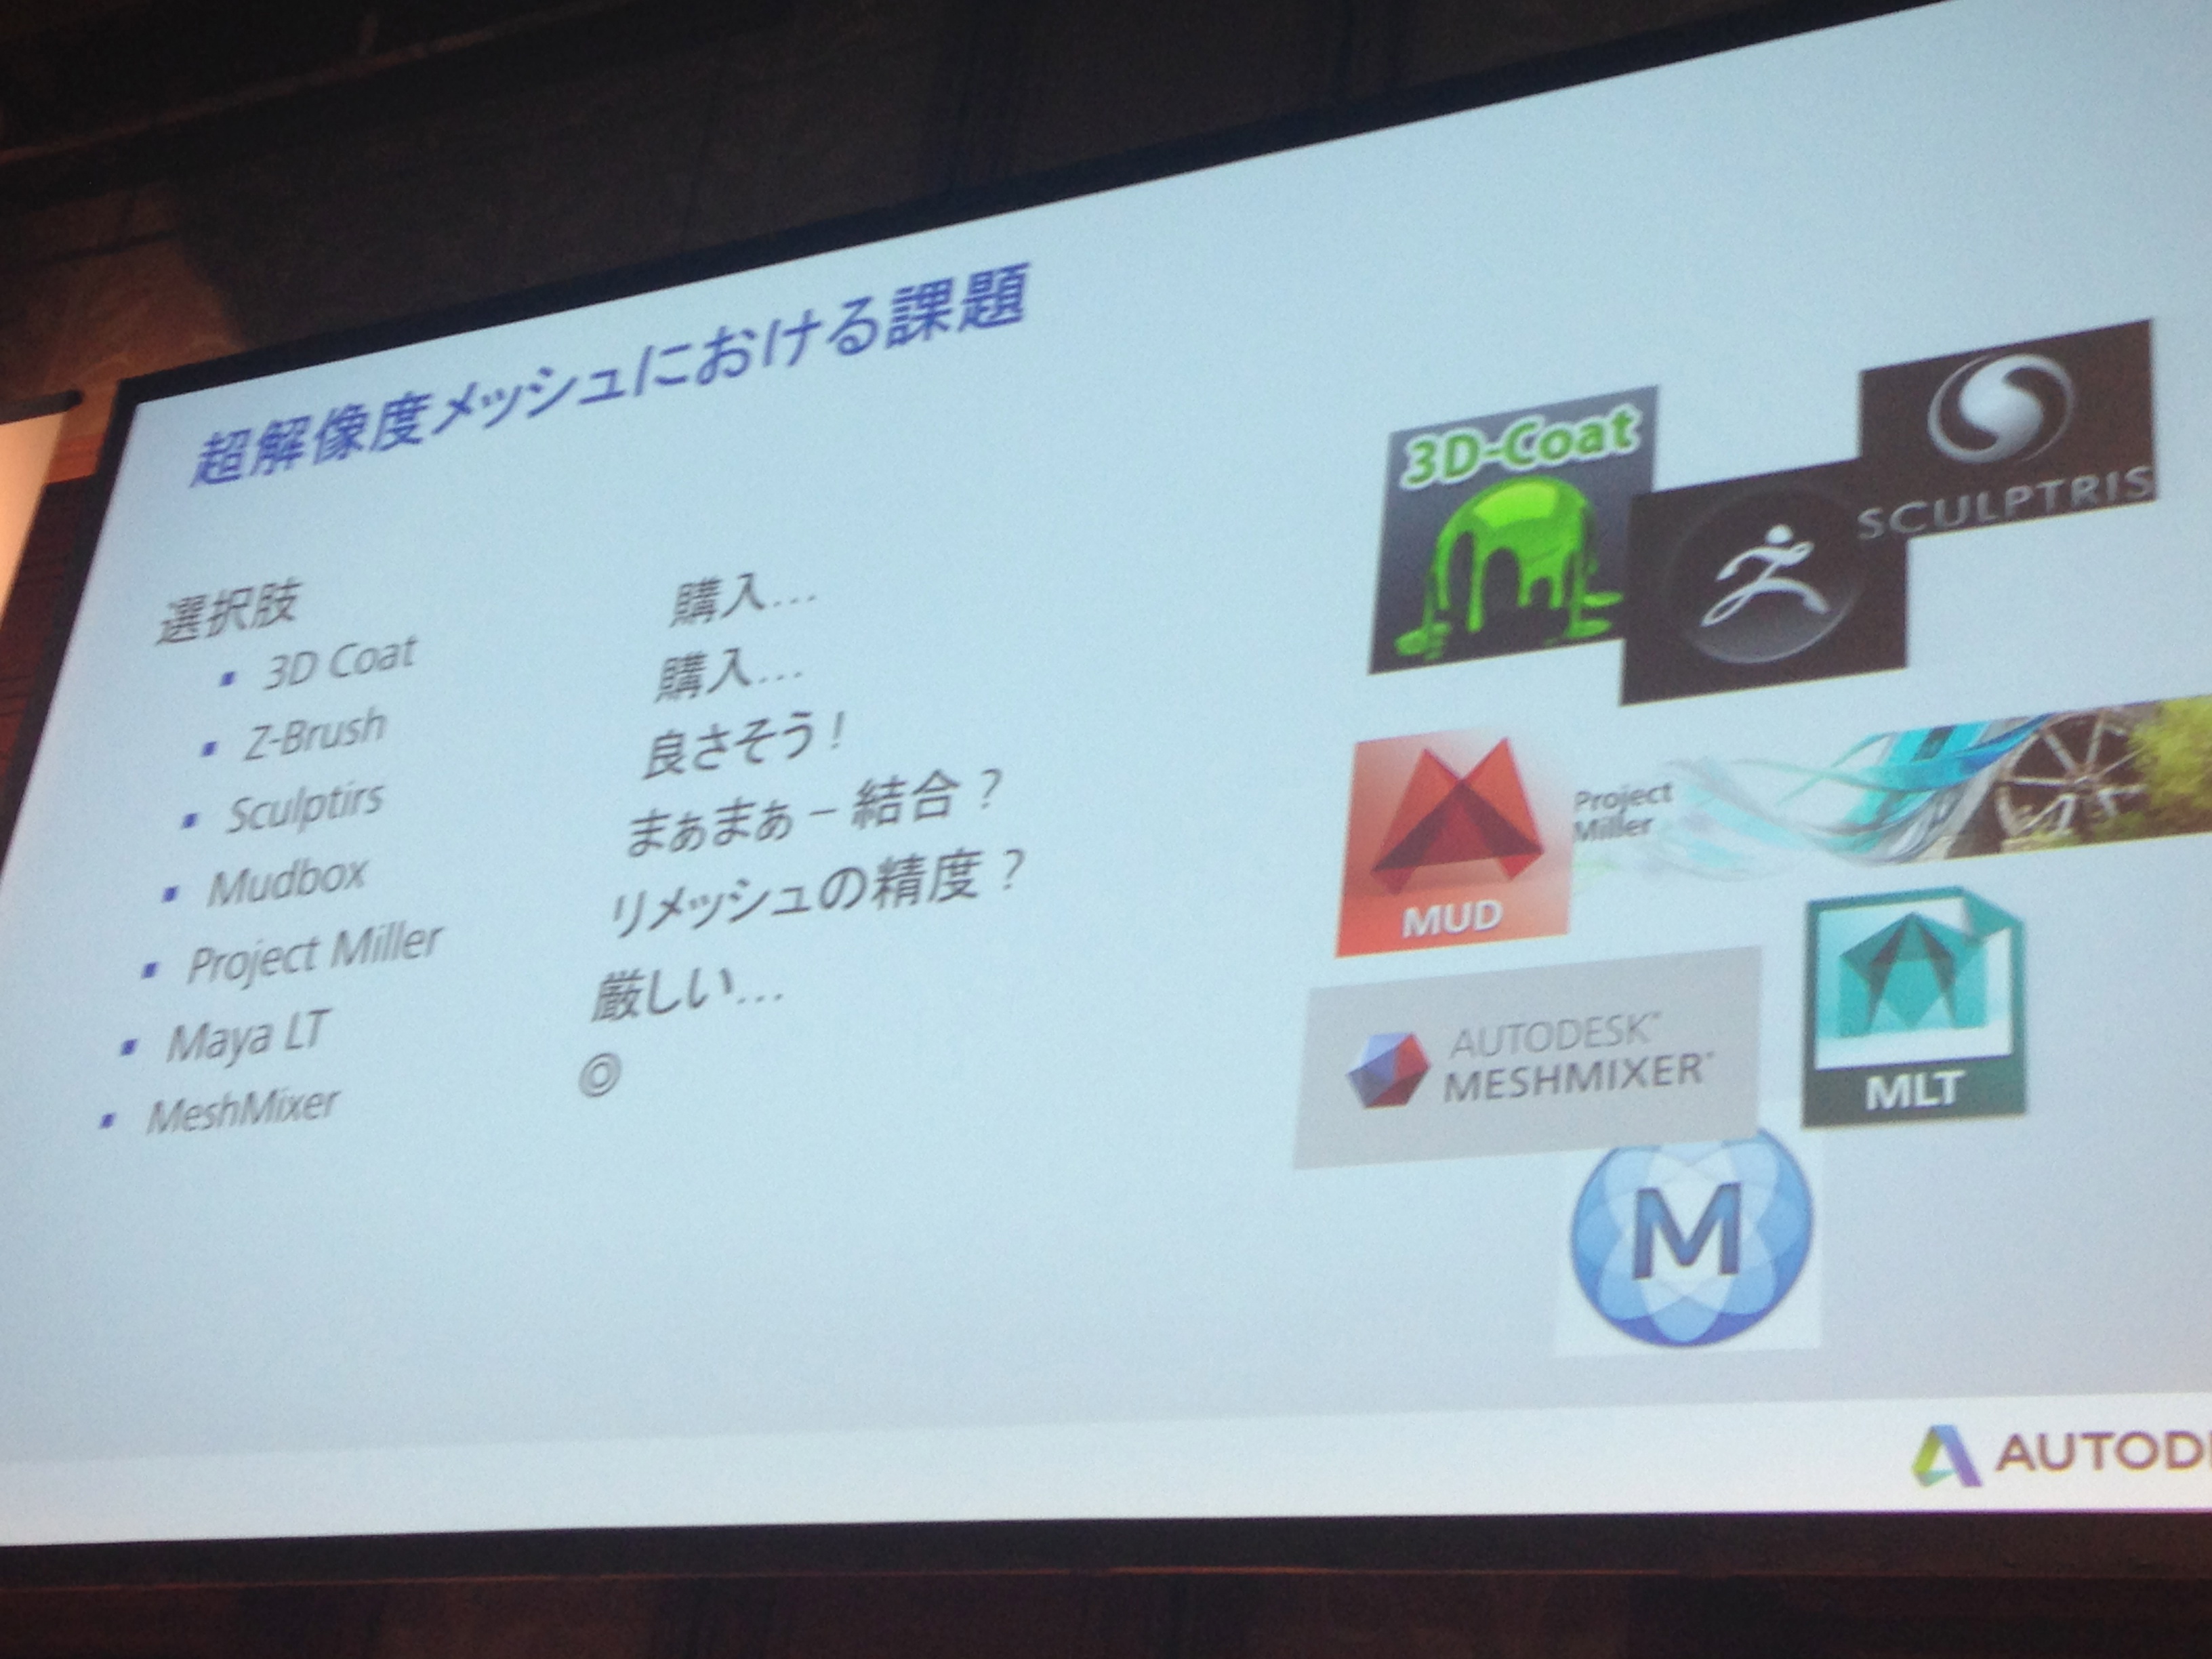 超解像度メッシュにおける課題
選択肢
▪ 3D Coat 購入…
▪ Z-Brush 購入…
▪ Sculptirs 良さそう！
▪ Mudbox まぁまぁ – 結合？
▪ Project Miller リメッシュの精度？
▪ Maya LT 厳しい…
▪ MeshMixer ◎
3D-Coat
SCULPTRIS
MUD
Project
Miller
AUTODESK™
MESHMIXER™
MLT
M
AUTOD